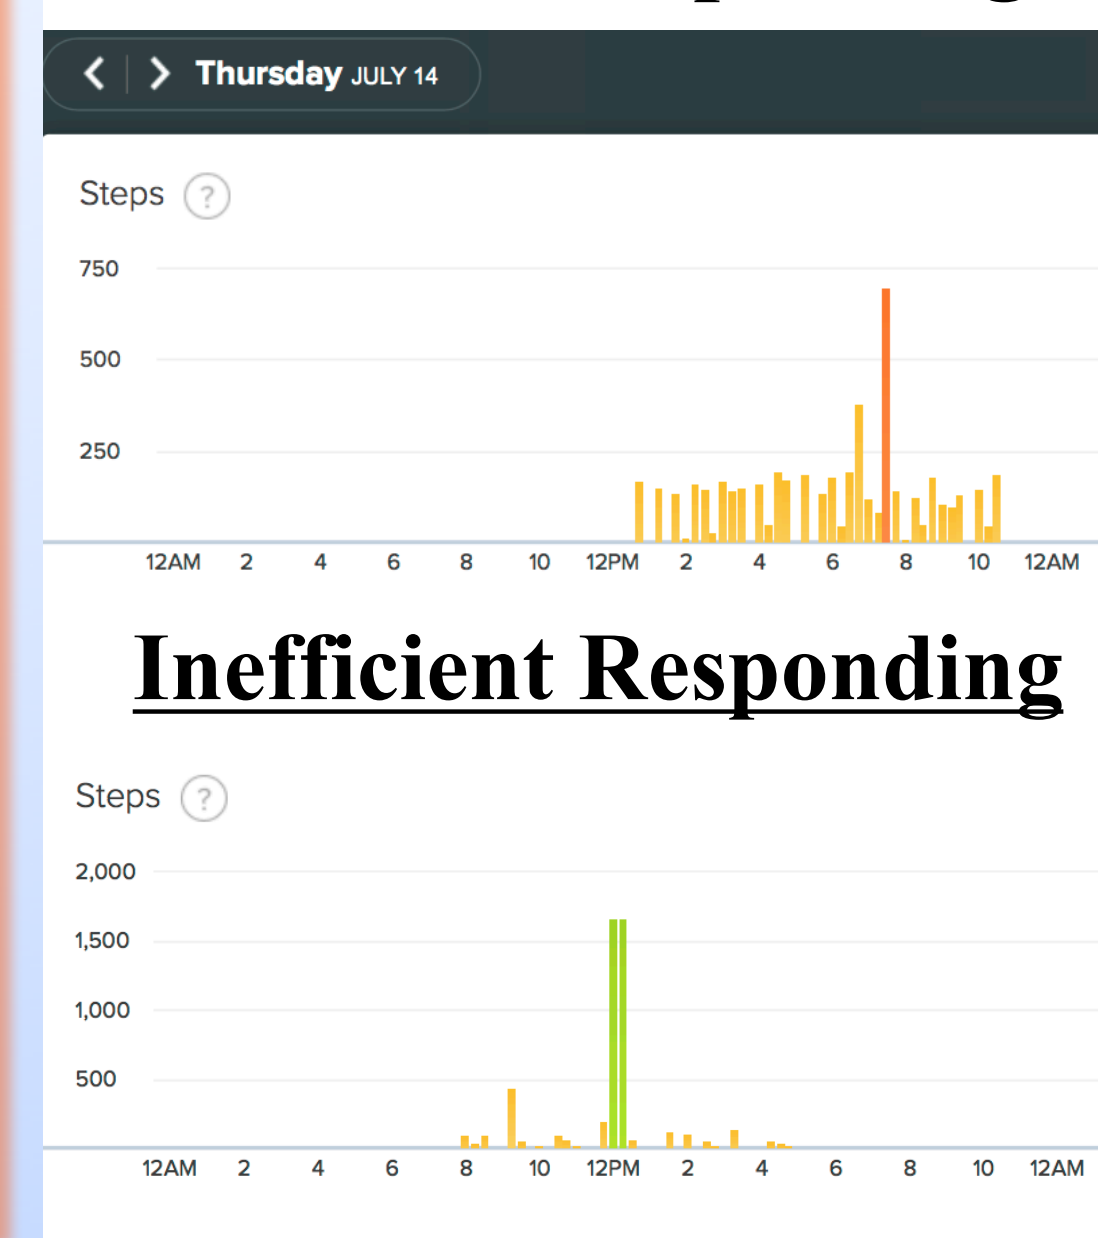 Thursday JULY 14
Steps ?
750
500
250
12AM 2 4 6 8 10 12PM 2 4 6 8 10 12AM
Inefficient Responding
Steps ?
2,000
1,500
1,000
500
12AM 2 4 6 8 10 12PM 2 4 6 8 10 12AM